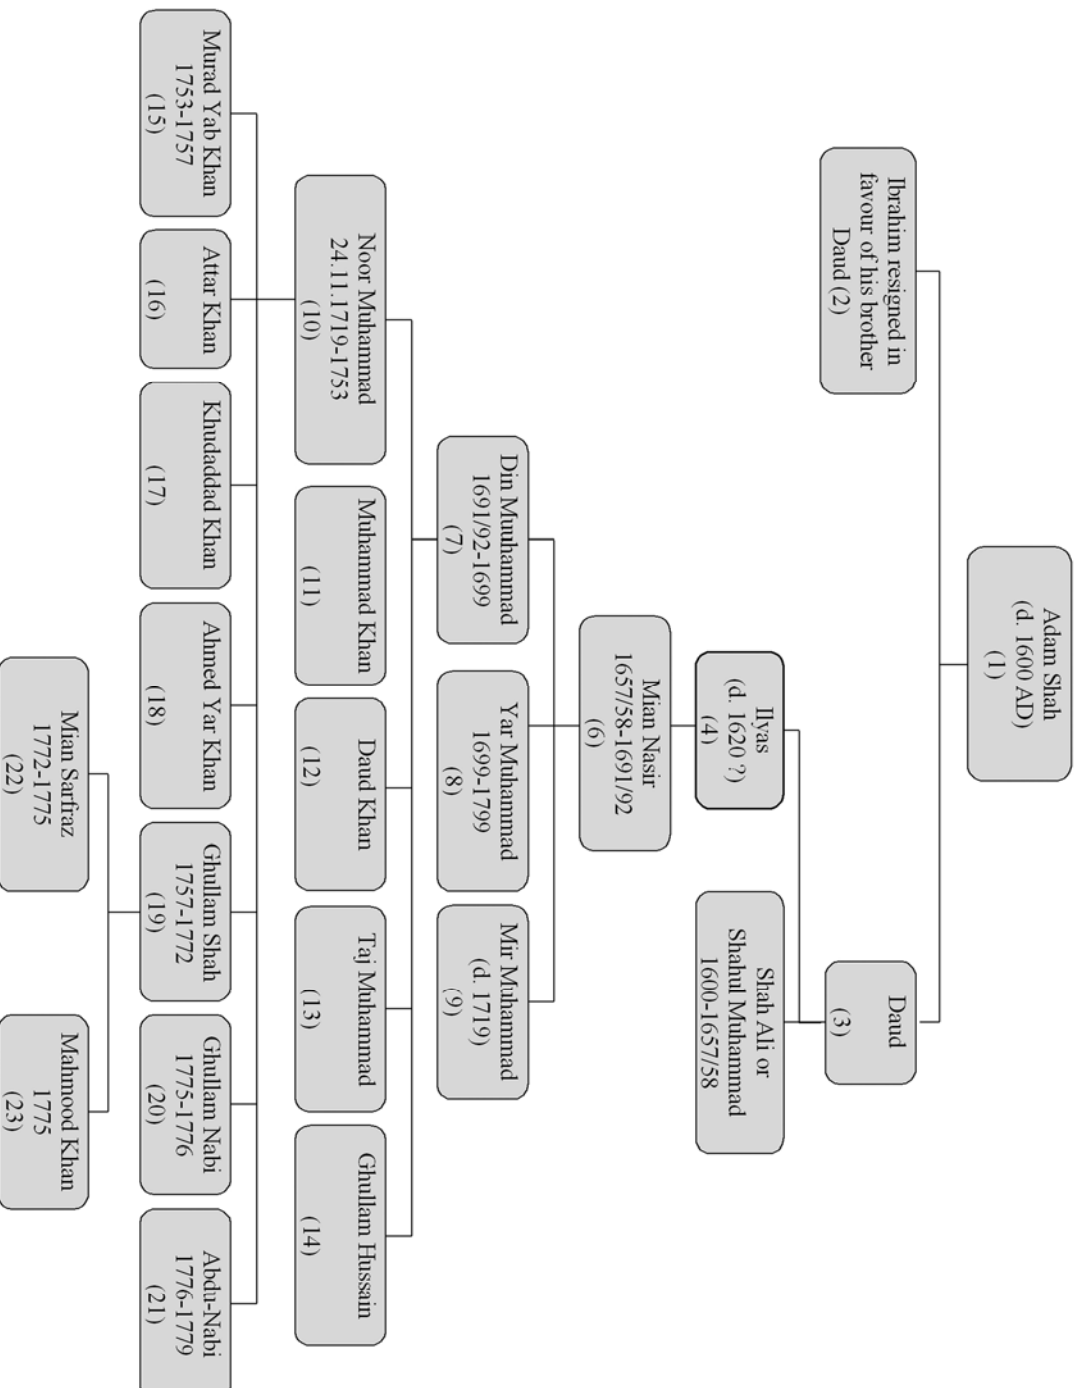 Adam Shah
(d. 1600 AD)
(1)
Ibrahim resigned in
favour of his brother
Daud (2)
Daud
(3)
Ilyas
(d. 1620 ?)
(4)
Shah Ali or
Shahul Muhammad
1600-1657/58
Mian Nasir
1657/58-1691/92
(6)
Din Muuhammad
1691/92-1699
(7)
Yar Muhammad
1699-1799
(8)
Mir Muhammad
(d. 1719)
(9)
Noor Muhammad
24.11.1719-1753
(10)
Muhammad Khan
(11)
Daud Khan
(12)
Taj Muhammad
(13)
Ghullam Hussain
(14)
Murad Yab Khan
1753-1757
(15)
Attar Khan
(16)
Khudaddad Khan
(17)
Ahmed Yar Khan
(18)
Ghullam Shah
1757-1772
(19)
Ghullam Nabi
1775-1776
(20)
Abdu-Nabi
1776-1779
(21)
Mian Sarfraz
1772-1775
(22)
Mahmood Khan
1775
(23)